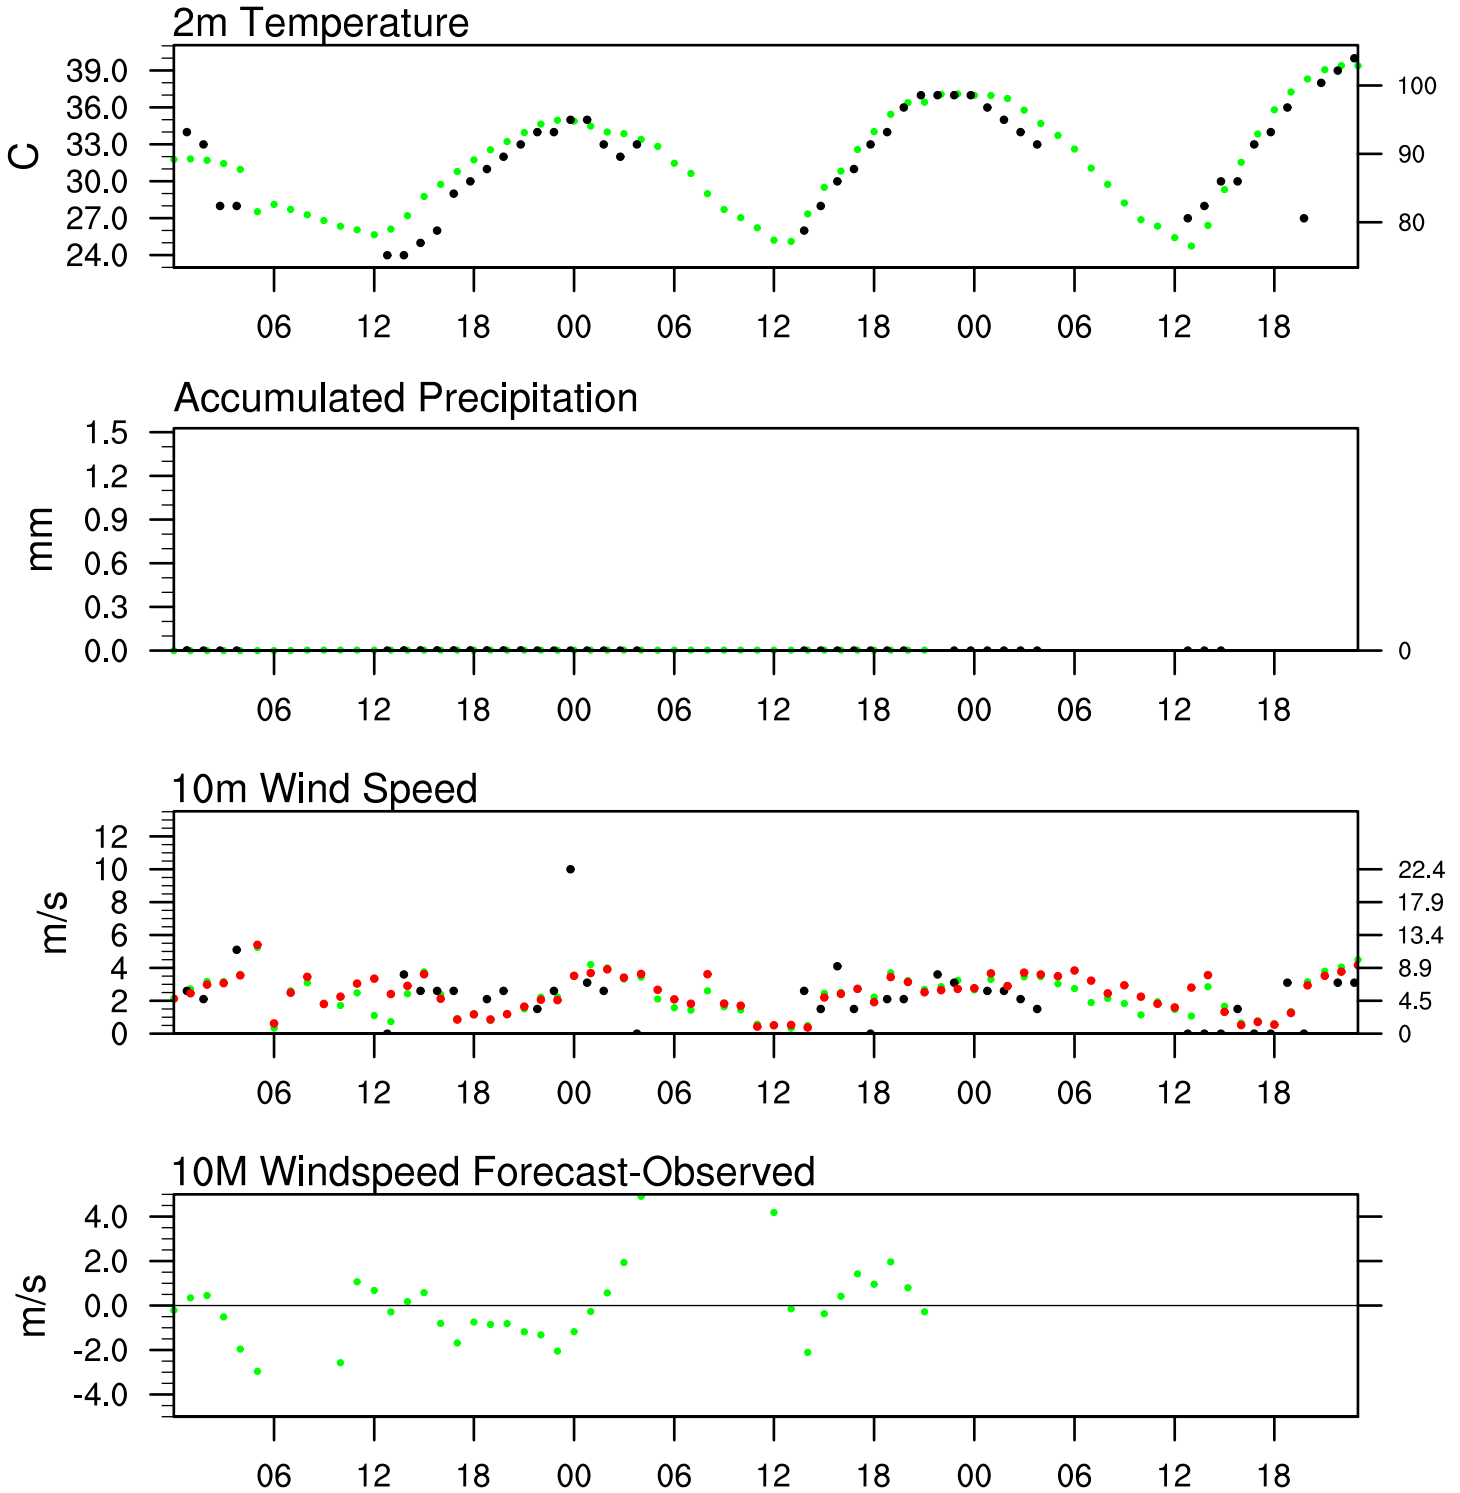 2m Temperature
39.0
36.0
33.0
30.0
27.0
24.0
C
100
90
80
06 12 18 00 06 12 18 00 06 12 18
Accumulated Precipitation
1.5
1.2
0.9
0.6
0.3
0.0
mm
0
06 12 18 00 06 12 18 00 06 12 18
10m Wind Speed
12
10
8
6
4
2
0
m/s
22.4
17.9
13.4
8.9
4.5
0
06 12 18 00 06 12 18 00 06 12 18
10M Windspeed Forecast-Observed
4.0
2.0
0.0
-2.0
-4.0
m/s
06 12 18 00 06 12 18 00 06 12 18